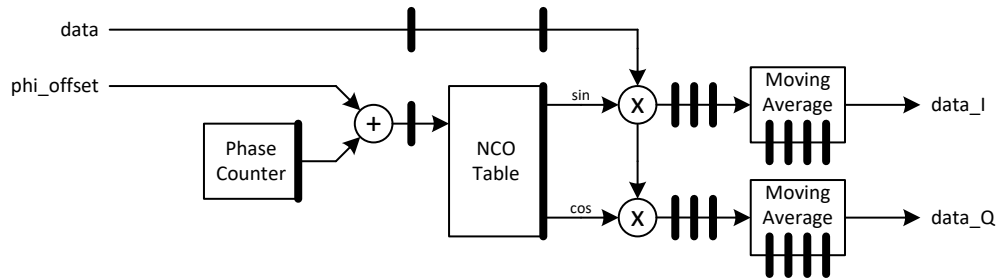 data
phi_offset
Phase
Counter
+
NCO
Table
sin
cos
X
X
Moving
Average
data_I
Moving
Average
data_Q